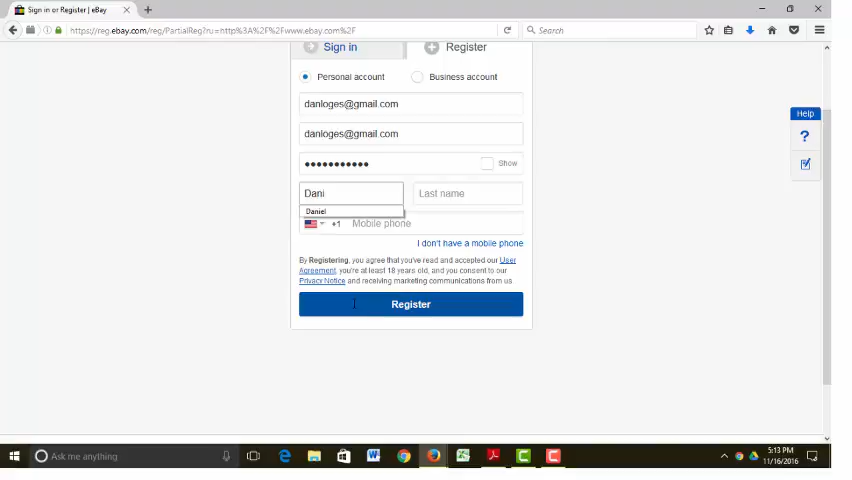 Sign in or Register | eBay
https://reg.ebay.com/reg/PartialReg?ru=http%3A%2F%2Fwww.ebay.com%2F
Search
Sign in
Register
Personal account
Business account
danloges@gmail.com
danloges@gmail.com
Show
Dani
Last name
Daniel
+1
Mobile phone
I don't have a mobile phone
By Registering, you agree that you've read and accepted our User
Agreement, you're at least 18 years old, and you consent to our
Privacy Notice and receiving marketing communications from us
Register
Help
?
Ask me anything
5:13 PM
11/16/2016